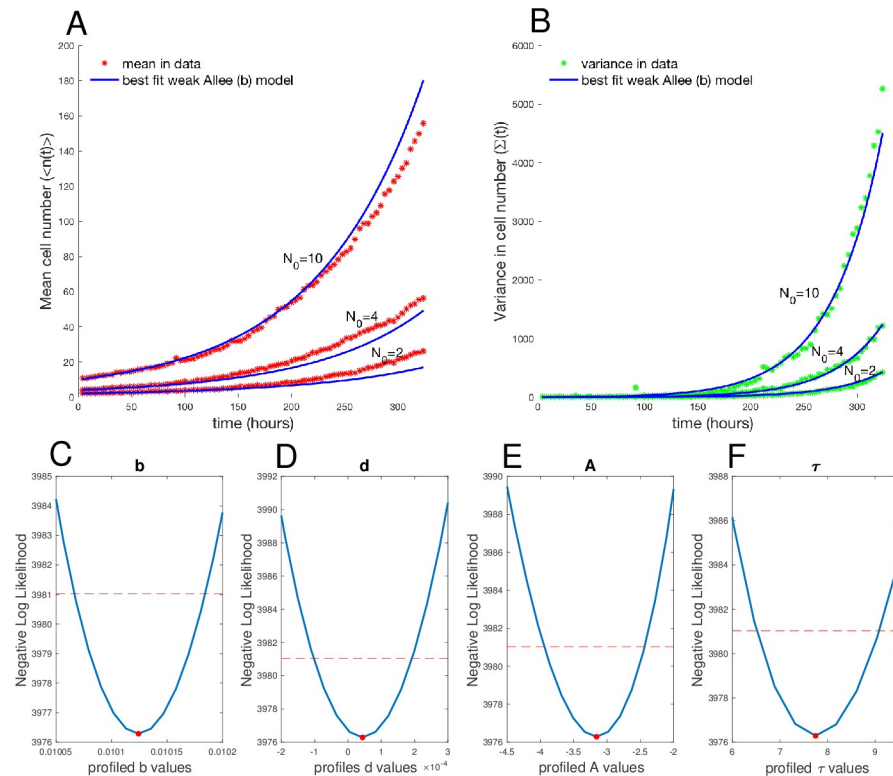 A
mean in data
best fit weak Allee (b) model
Mean cell number (<n(t)>)
200
180
160
140
120
100
80
60
40
20
0
N₀=10
N₀=4
N₀=2
0 50 100 150 200 250 300
time (hours)
B
variance in data
best fit weak Allee (b) model
Variance in cell number (Σ(t))
6000
5000
4000
3000
2000
1000
0
N₀=10
N₀=4
N₀=2
0 50 100 150 200 250 300
time (hours)
C
b
Negative Log Likelihood
3985
3984
3983
3982
3981
3980
3979
3978
3977
3976
0.01005 0.0101 0.01015 0.0102
profiled b values
D
d
Negative Log Likelihood
3992
3990
3988
3986
3984
3982
3980
3978
3976
-2 -1 0 1 2 3
profiled d values ×10⁻⁴
E
A
Negative Log Likelihood
3990
3988
3986
3984
3982
3980
3978
3976
-4.5 -4 -3.5 -3 -2.5 -2
profiled A values
F
τ
Negative Log Likelihood
3988
3986
3984
3982
3980
3978
3976
6 7 8 9
profiled τ values